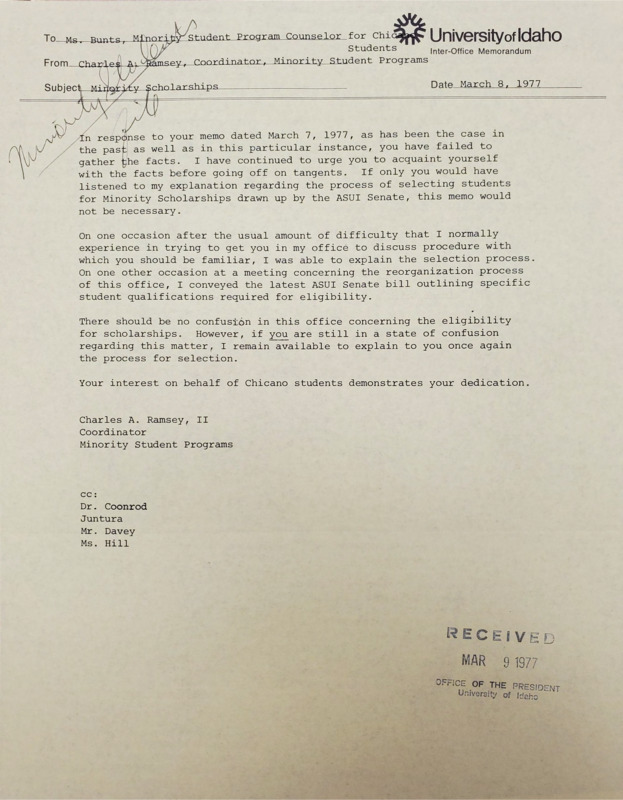 To Ms. Bunts, Minority Student Program Counselor for Chic
Students
University of Idaho
Inter-Office Memorandum
From Charles A. Ramsey, Coordinator, Minority Student Programs
Subject Minority Scholarships
Date March 8, 1977
Minority Students
In response to your memo dated March 7, 1977, as has been the case in
the past as well as in this particular instance, you have failed to
gather the facts. I have continued to urge you to acquaint yourself
with the facts before going off on tangents. If only you would have
listened to my explanation regarding the process of selecting students
for Minority Scholarships drawn up by the ASUI Senate, this memo would
not be necessary.
On one occasion after the usual amount of difficulty that I normally
experience in trying to get you in my office to discuss procedure with
which you should be familiar, I was able to explain the selection process.
On one other occasion at a meeting concerning the reorganization process
of this office, I conveyed the latest ASUI Senate bill outlining specific
student qualifications required for eligibility.
There should be no confusion in this office concerning the eligibility
for scholarships. However, if you are still in a state of confusion
regarding this matter, I remain available to explain to you once again
the process for selection.
Your interest on behalf of Chicano students demonstrates your dedication.
Charles A. Ramsey, II
Coordinator
Minority Student Programs
cc:
Dr. Coonrod
Juntura
Mr. Davey
Ms. Hill
RECEIVED
MAR 9 1977
OFFICE OF THE PRESIDENT
University of Idaho